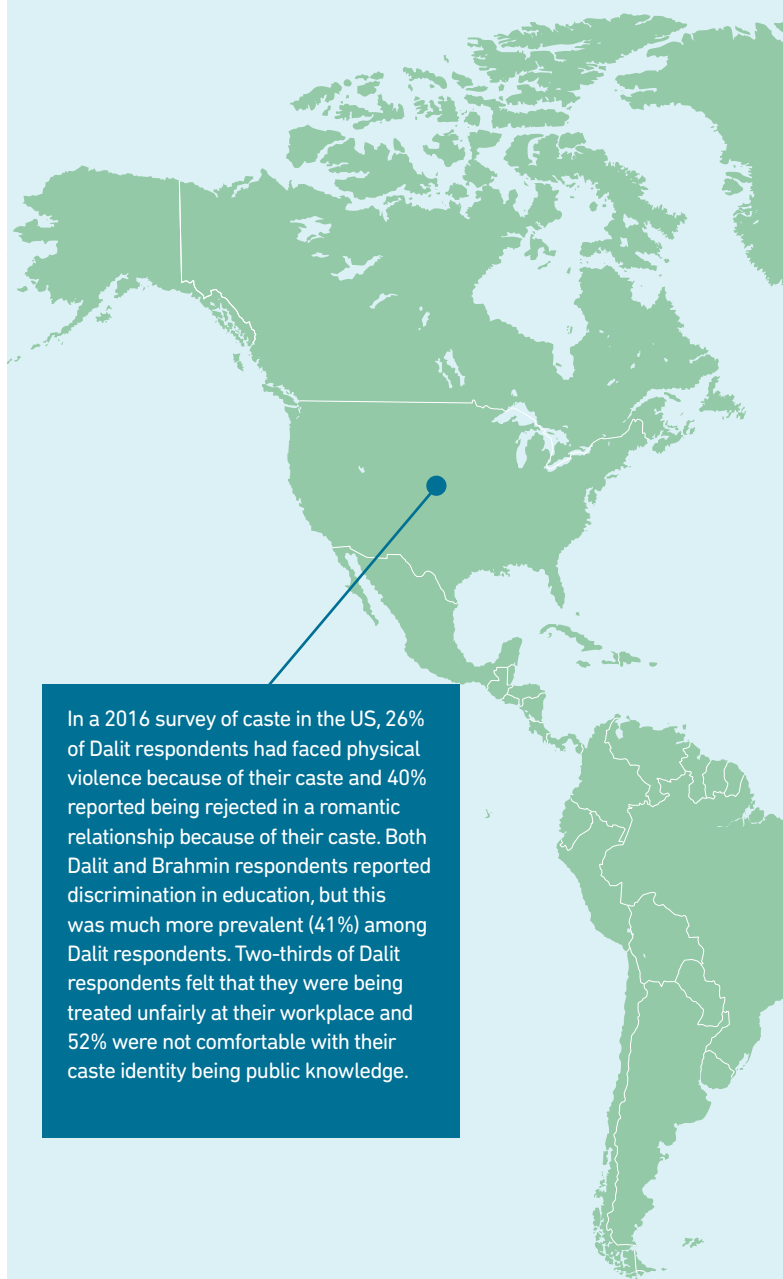 In a 2016 survey of caste in the US, 26%
of Dalit respondents had faced physical
violence because of their caste and 40%
reported being rejected in a romantic
relationship because of their caste. Both
Dalit and Brahmin respondents reported
discrimination in education, but this
was much more prevalent (41%) among
Dalit respondents. Two-thirds of Dalit
respondents felt that they were being
treated unfairly at their workplace and
52% were not comfortable with their
caste identity being public knowledge.